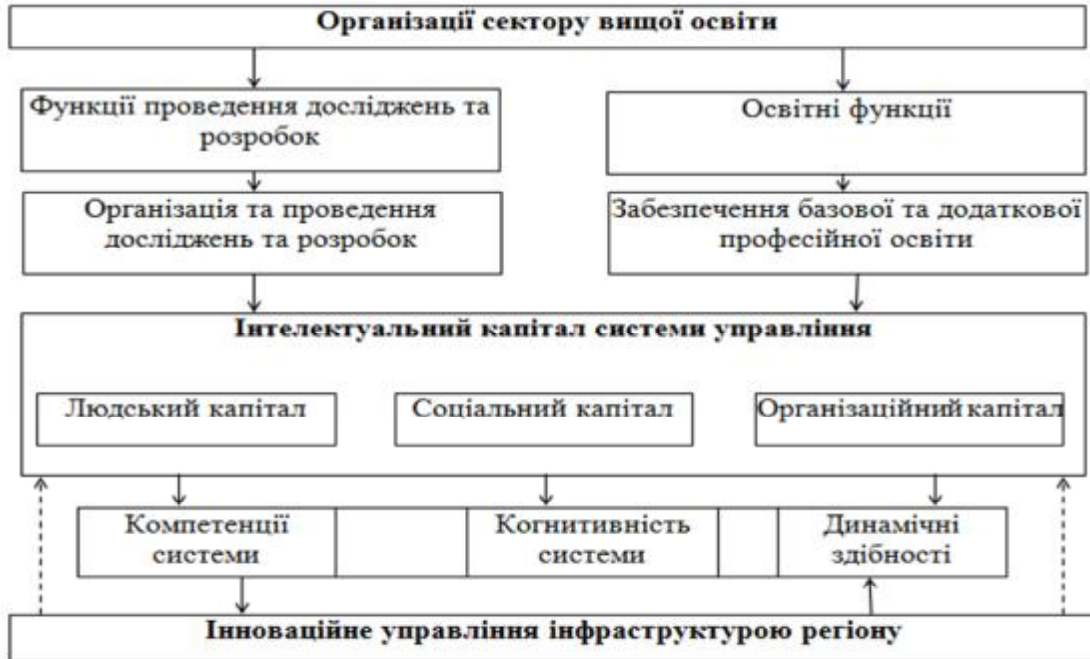 Організації сектору вищої освіти
Функції проведення досліджень та
розробок
Освітні функції
Організація та проведення
досліджень та розробок
Забезпечення базової та додаткової
професійної освіти
Інтелектуальний капітал системи управління
Людський капітал
Соціальний капітал
Організаційний капітал
Компетенції
системи
Когнитивність
системи
Динамічні
здібності
Інноваційне управління інфраструктурою регіону